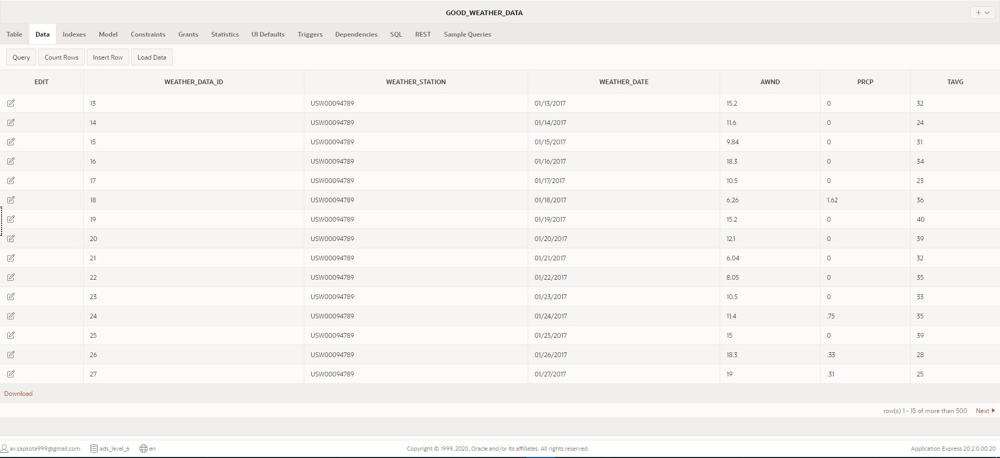 GOOD_WEATHER_DATA
Table Data Indexes Model Constraints Grants Statistics UI Defaults Triggers Dependencies SQL REST Sample Queries
Query Count Rows Insert Row Load Data
EDIT WEATHER_DATA_ID WEATHER_STATION WEATHER_DATE AWND PRCP TAVG
13 USW00094789 01/13/2017 15.2 0 32
14 USW00094789 01/14/2017 11.6 0 24
15 USW00094789 01/15/2017 9.84 0 31
16 USW00094789 01/16/2017 18.3 0 34
17 USW00094789 01/17/2017 10.5 0 23
18 USW00094789 01/18/2017 6.26 1.62 36
19 USW00094789 01/19/2017 15.2 0 40
20 USW00094789 01/20/2017 12.1 0 39
21 USW00094789 01/21/2017 6.04 0 32
22 USW00094789 01/22/2017 8.05 0 35
23 USW00094789 01/23/2017 10.5 0 33
24 USW00094789 01/24/2017 11.4 .75 35
25 USW00094789 01/25/2017 15 0 39
26 USW00094789 01/26/2017 18.3 .33 28
27 USW00094789 01/27/2017 19 .31 25
Download
row(s) 1 - 15 of more than 500 Next
av.sapkota999@gmail.com ads_level_6 en Copyright © 1999, 2020, Oracle and/or its affiliates. All rights reserved. Application Express 20.2.0.00.20